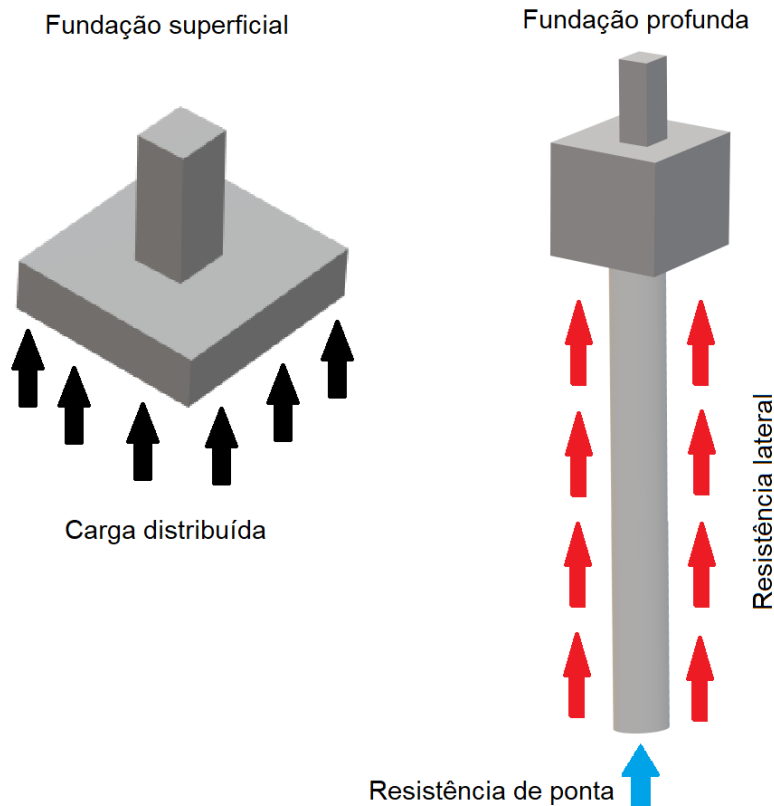 Fundação superficial
Fundação profunda
Carga distribuída
Resistência lateral
Resistência de ponta